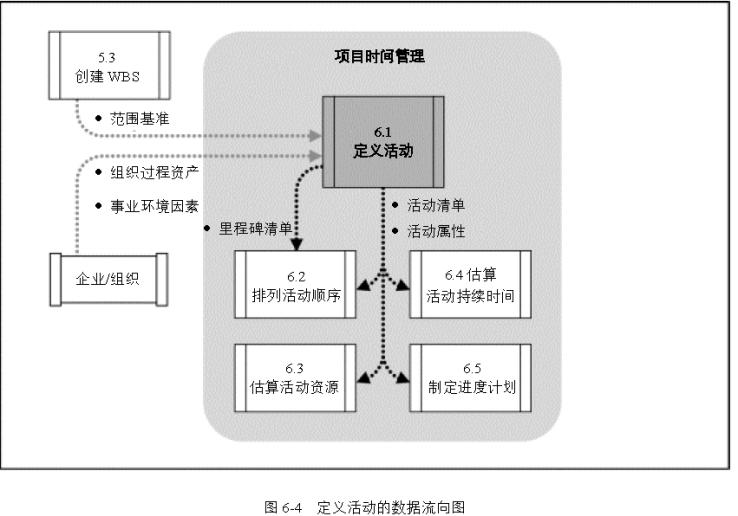 5.3
创建 WBS
项目时间管理
● 范围基准
6.1
定义活动
● 组织过程资产
● 事业环境因素
● 里程碑清单
● 活动清单
● 活动属性
企业/组织
6.2
排列活动顺序
6.4 估算
活动持续时间
6.3
估算活动资源
6.5
制定进度计划
图 6-4 定义活动的数据流向图